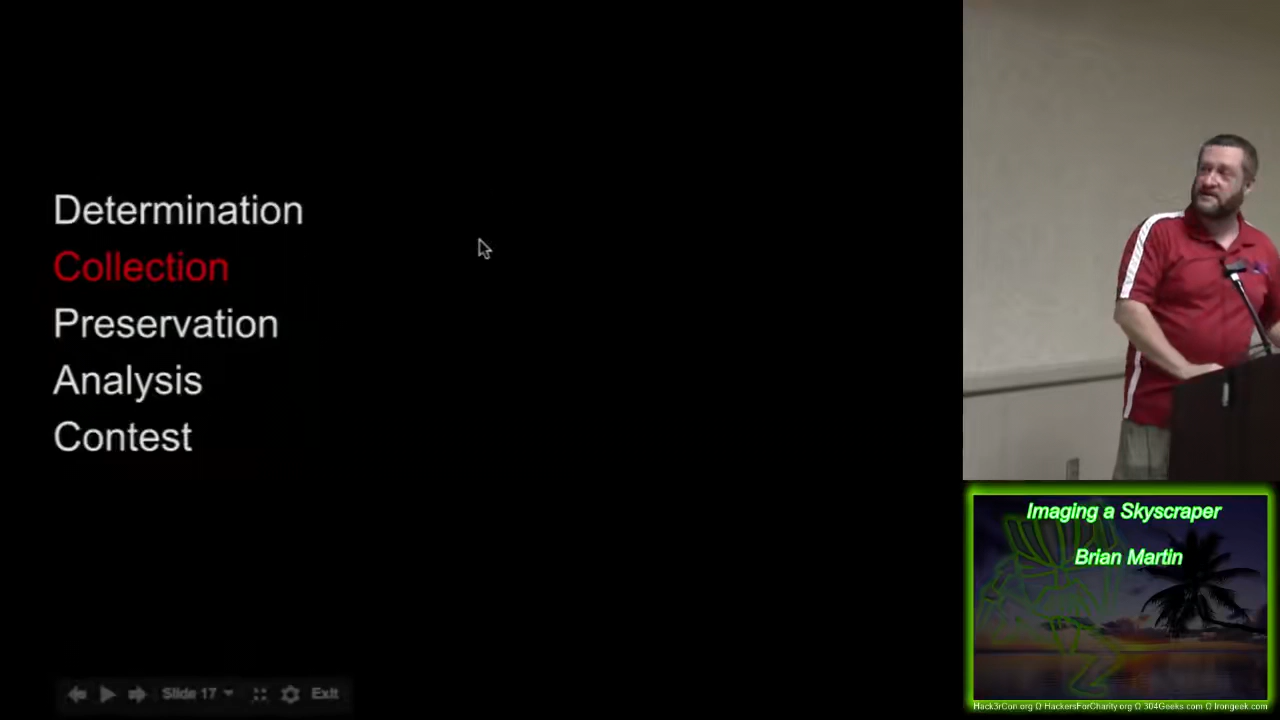 Determination
Collection
Preservation
Analysis
Contest
Slide 17
Exit
Imaging a Skyscraper
Brian Martin
Hack3rCon.org Ω HackersForCharity.org Ω 304Geeks.com Ω Irongeek.com